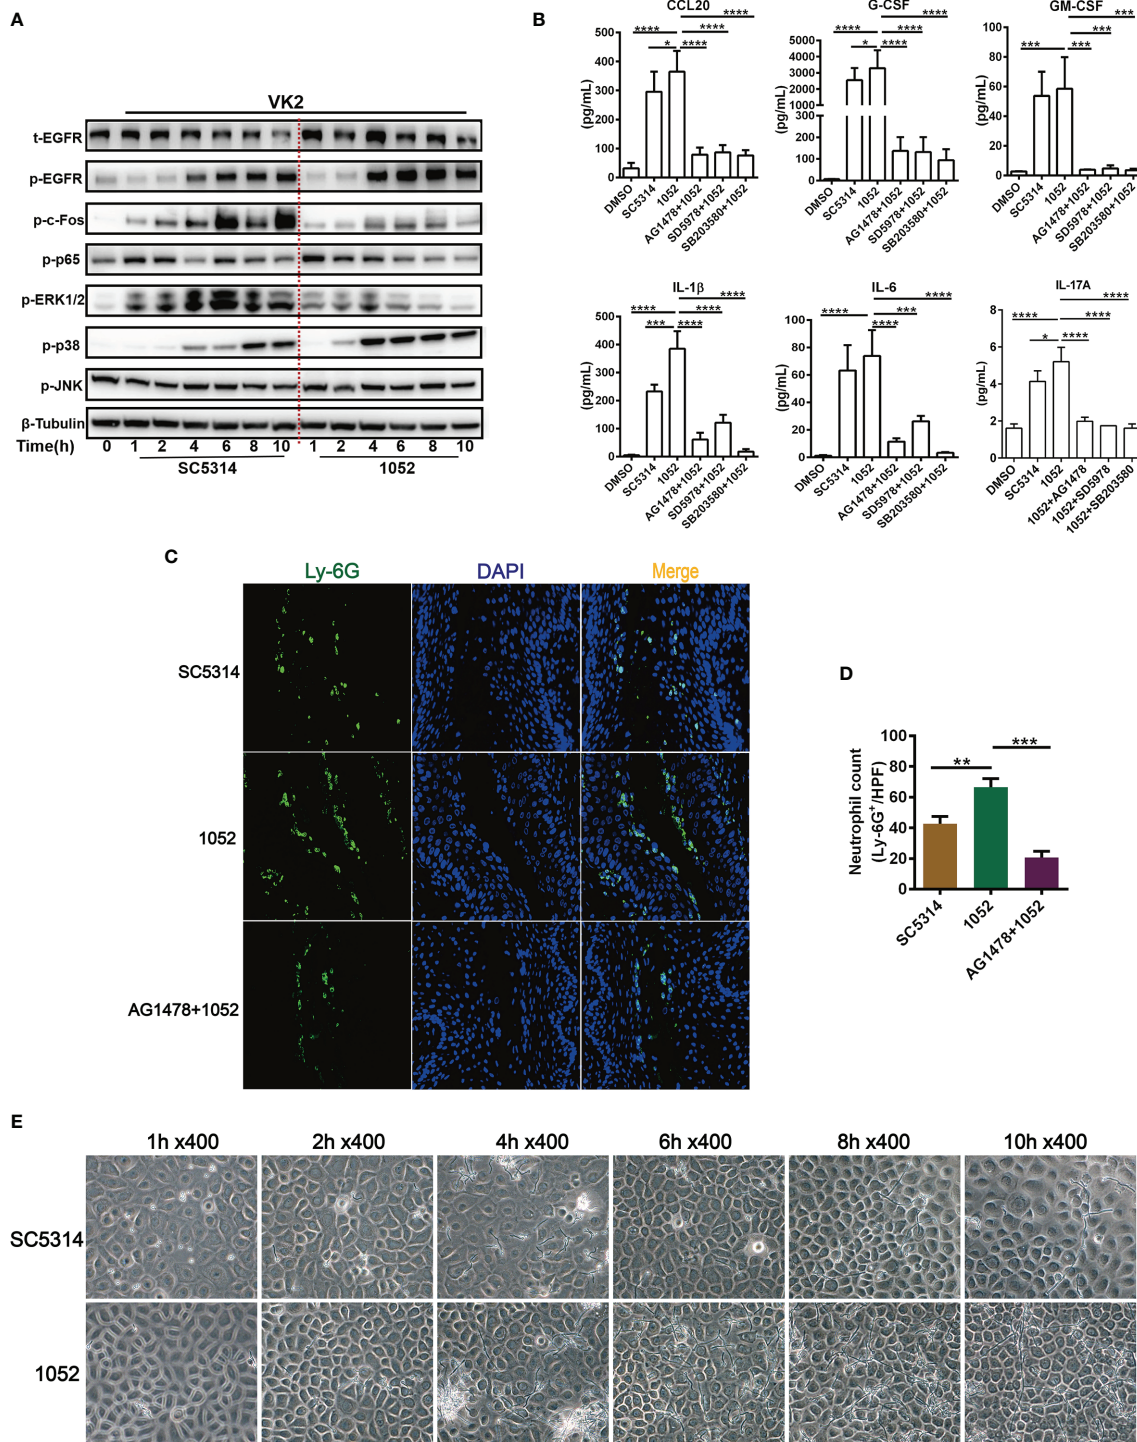 A
VK2
t-EGFR
p-EGFR
p-c-Fos
p-p65
p-ERK1/2
p-p38
p-JNK
β-Tubulin
Time(h) 0 1 2 4 6 8 10 1 2 4 6 8 10
SC5314 1052
B
CCL20
****
**** ****
* ****
(pg/mL)
500
400
300
200
100
0
DMSO
SC5314
1052
AG1478+1052
SD5978+1052
SB203580+1052
G-CSF
****
**** ****
* ****
(pg/mL)
5000
4000
3000
2000
1000
300
200
100
0
DMSO
SC5314
1052
AG1478+1052
SD5978+1052
SB203580+1052
GM-CSF
***
***
*** ***
(pg/mL)
100
80
60
40
20
0
DMSO
SC5314
1052
AG1478+1052
SD5978+1052
SB203580+1052
IL-1β
****
**** ****
*** ****
(pg/mL)
500
400
300
200
100
0
DMSO
SC5314
1052
AG1478+1052
SD5978+1052
SB203580+1052
IL-6
****
**** ***
****
(pg/mL)
100
80
60
40
20
0
DMSO
SC5314
1052
AG1478+1052
SD5978+1052
SB203580+1052
IL-17A
****
**** ****
* ****
(pg/mL)
8
6
4
2
0
DMSO
SC5314
1052
1052+AG1478
1052+SD5978
1052+SB203580
C
Ly-6G DAPI Merge
SC5314
1052
AG1478+1052
D
Neutrophil count
(Ly-6G+/HPF)
100
80
60
40
20
0
** ***
SC5314
1052
AG1478+1052
E
1h x400 2h x400 4h x400 6h x400 8h x400 10h x400
SC5314
1052